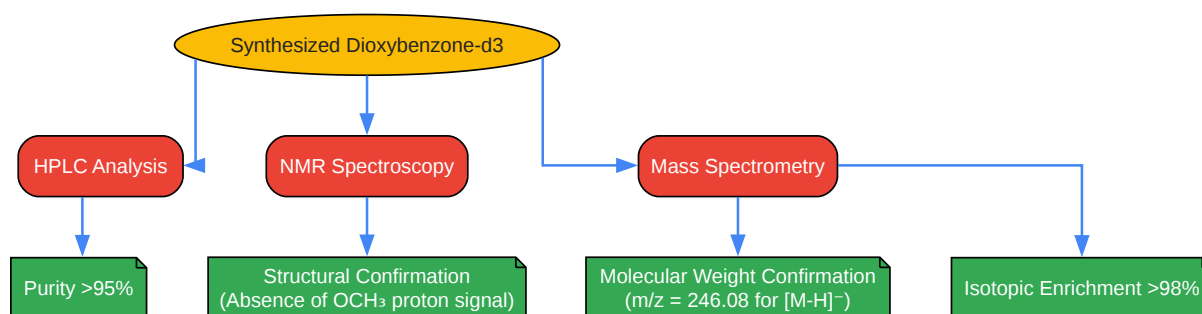 Synthesized Dioxybenzone-d3
HPLC Analysis
NMR Spectroscopy
Mass Spectrometry
Purity >95%
Structural Confirmation
(Absence of OCH₃ proton signal)
Molecular Weight Confirmation
(m/z = 246.08 for [M-H]⁻)
Isotopic Enrichment >98%